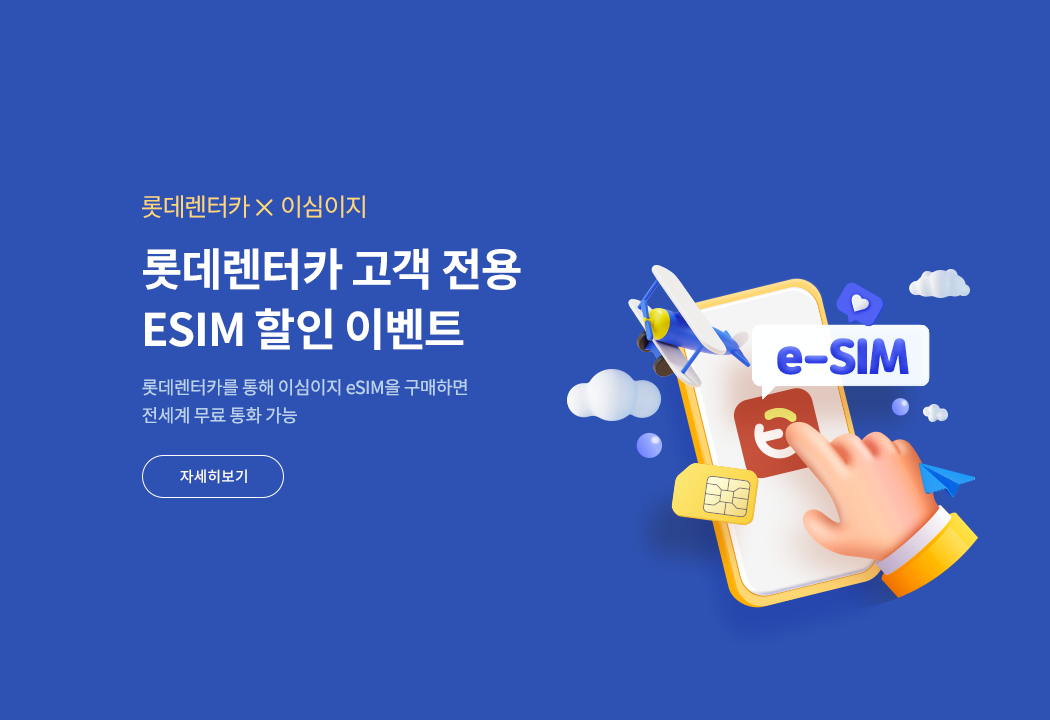 롯데렌터카 × 이심이지
롯데렌터카 고객 전용
ESIM 할인 이벤트
롯데렌터카를 통해 이심이지 eSIM을 구매하면
전세계 무료 통화 가능
자세히보기
e-SIM